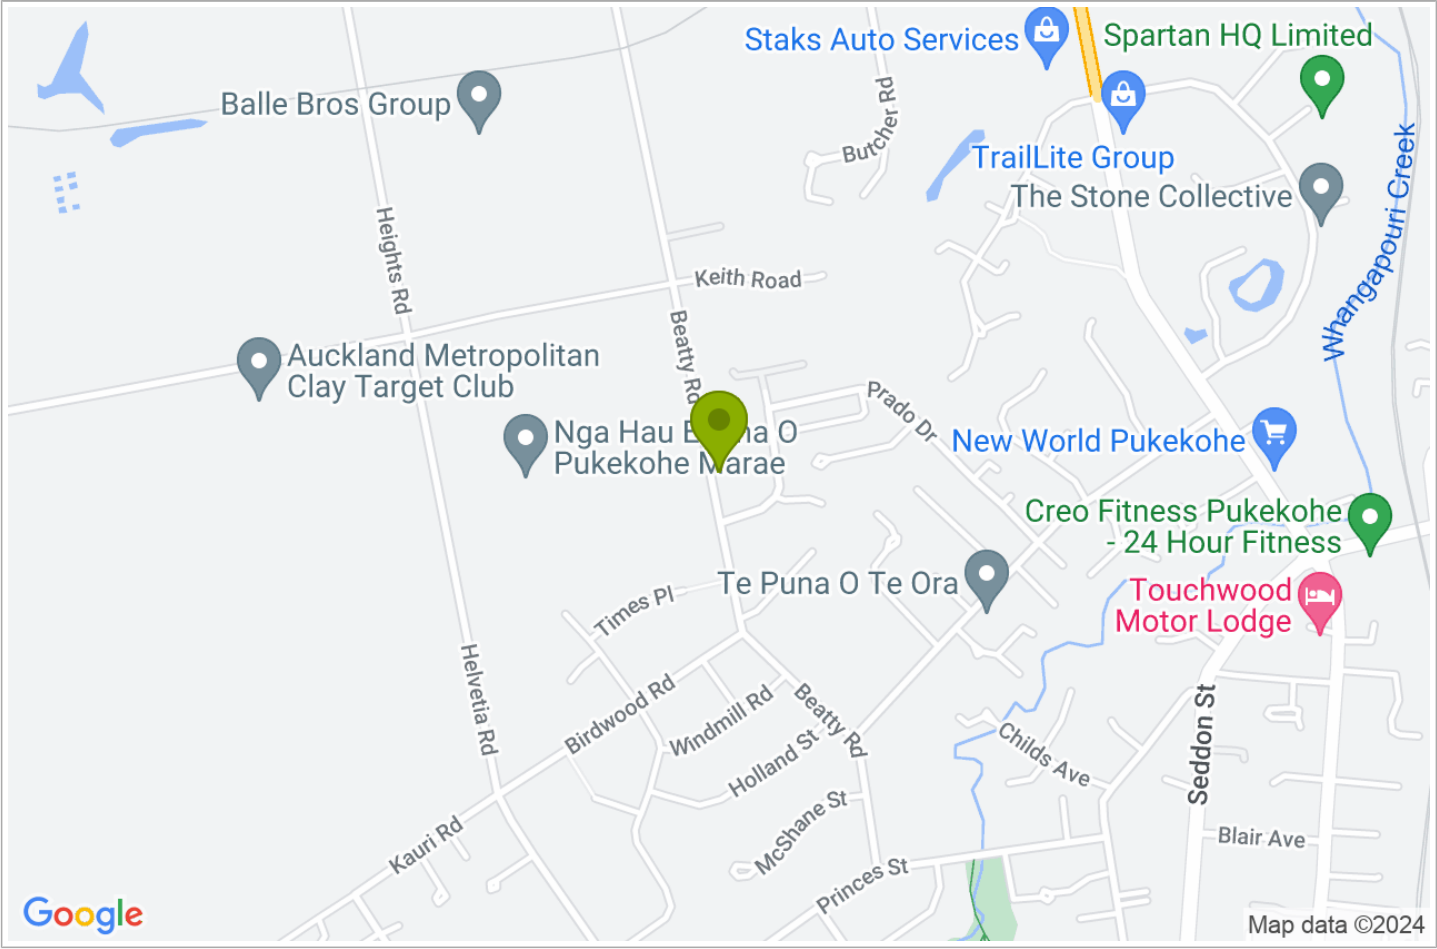 Staks Auto Services
Spartan HQ Limited
Balle Bros Group
Butcher Rd
TrailLite Group
The Stone Collective
Whangapouri Creek
Heights Rd
Keith Road
Beatty Rd
Auckland Metropolitan
Clay Target Club
Prado Dr
Nga Hau E
na O
Pukekohe Marae
New World Pukekohe
Creo Fitness Pukekohe
- 24 Hour Fitness
Te Puna O Te Ora
Times Pl
Touchwood
Motor Lodge
Helvetia Rd
Birdwood Rd
Windmill Rd
Beatty Rd
Holland St
Childs Ave
Seddon St
McShane St
Kauri Rd
Blair Ave
Princes St
Google
Map data ©2024